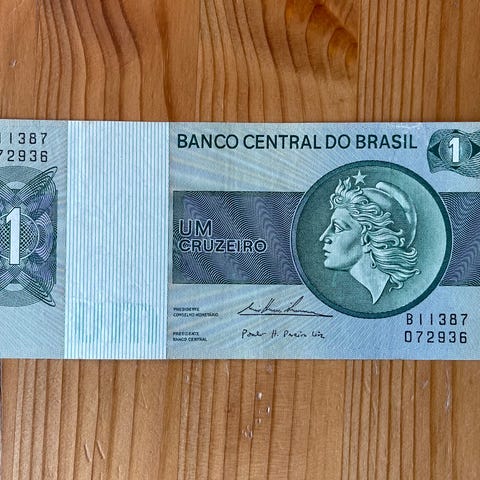 11387
072936
1
BANCO CENTRAL DO BRASIL
1
UM
CRUZEIRO
PRESIDENTE
CONSELHO MONETÁRIO
PRESIDENTE
BANCO CENTRAL
B11387
072936